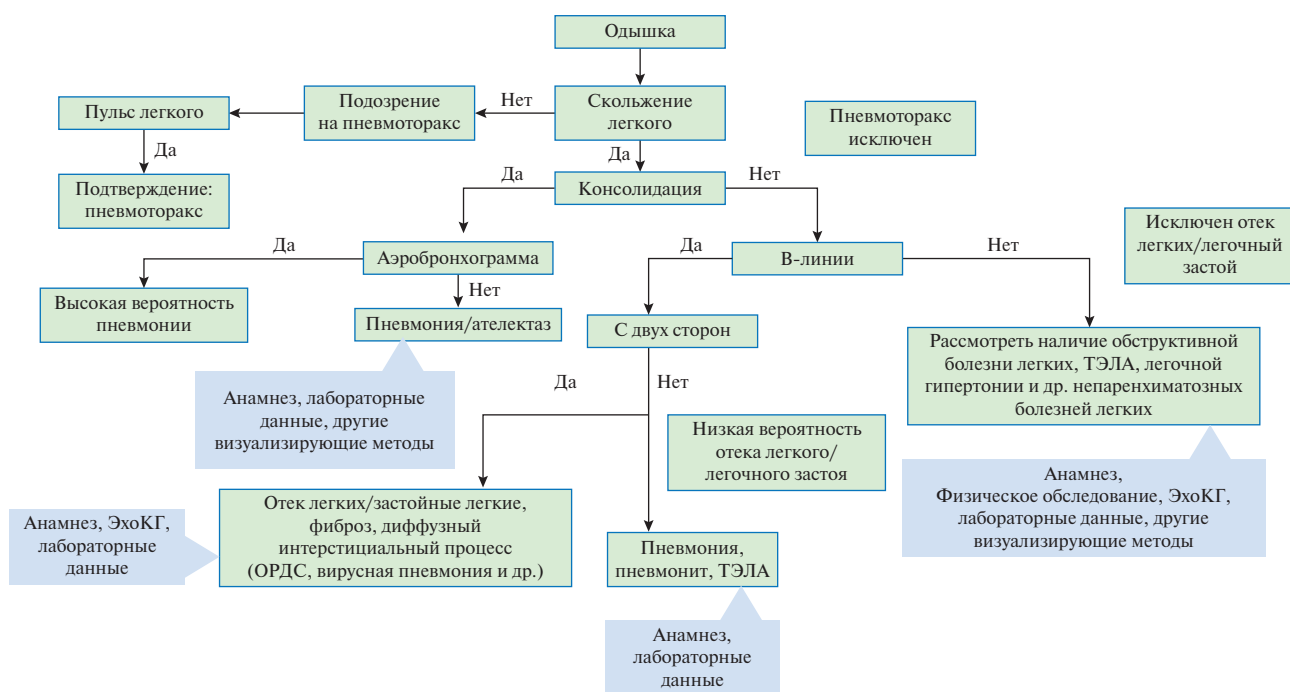 Одышка
Скольжение
легкого
Нет
Подозрение
на пневмоторакс
Пульс легкого
Да
Подтверждение:
пневмоторакс
Пневмоторакс
исключен
Да
Консолидация
Да
Нет
Аэробронхограмма
Да
Высокая вероятность
пневмонии
Нет
Пневмония/ателектаз
Анамнез, лабораторные
данные, другие
визуализирующие методы
В-линии
Да
Нет
Исключен отек
легких/легочный
застой
С двух сторон
Рассмотреть наличие обструктивной
болезни легких, ТЭЛА, легочной
гипертонии и др. непаренхиматозных
болезней легких
Анамнез,
Физическое обследование, ЭхоКГ,
лабораторные данные, другие
визуализирующие методы
Да
Нет
Низкая вероятность
отека легкого/
легочного застоя
Отек легких/застойные легкие,
фиброз, диффузный
интерстициальный процесс
(ОРДС, вирусная пневмония и др.)
Анамнез, ЭхоКГ,
лабораторные
данные
Пневмония,
пневмонит, ТЭЛА
Анамнез,
лабораторные
данные